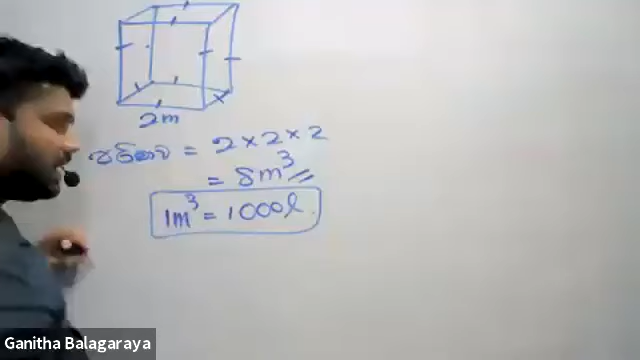 2m
පරිමාව = 2 × 2 × 2
= 8m³
1m³ = 1000l
Ganitha Balagaraya